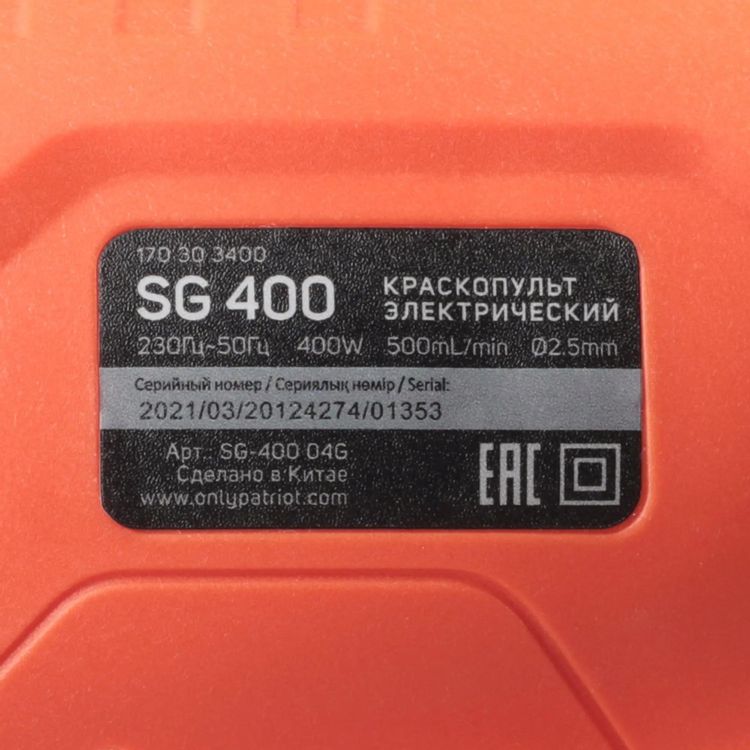 170 30 3400
SG 400
КРАСКОПУЛЬТ
ЭЛЕКТРИЧЕСКИЙ
230Гц~50Гц 400W 500mL/min Ø2.5mm
Серийный номер / Сериялық нөмір / Serial:
2021/03/20124274/01353
Арт.: SG-400 04G
Сделано в Китае
www.onlypatriot.com
EAC